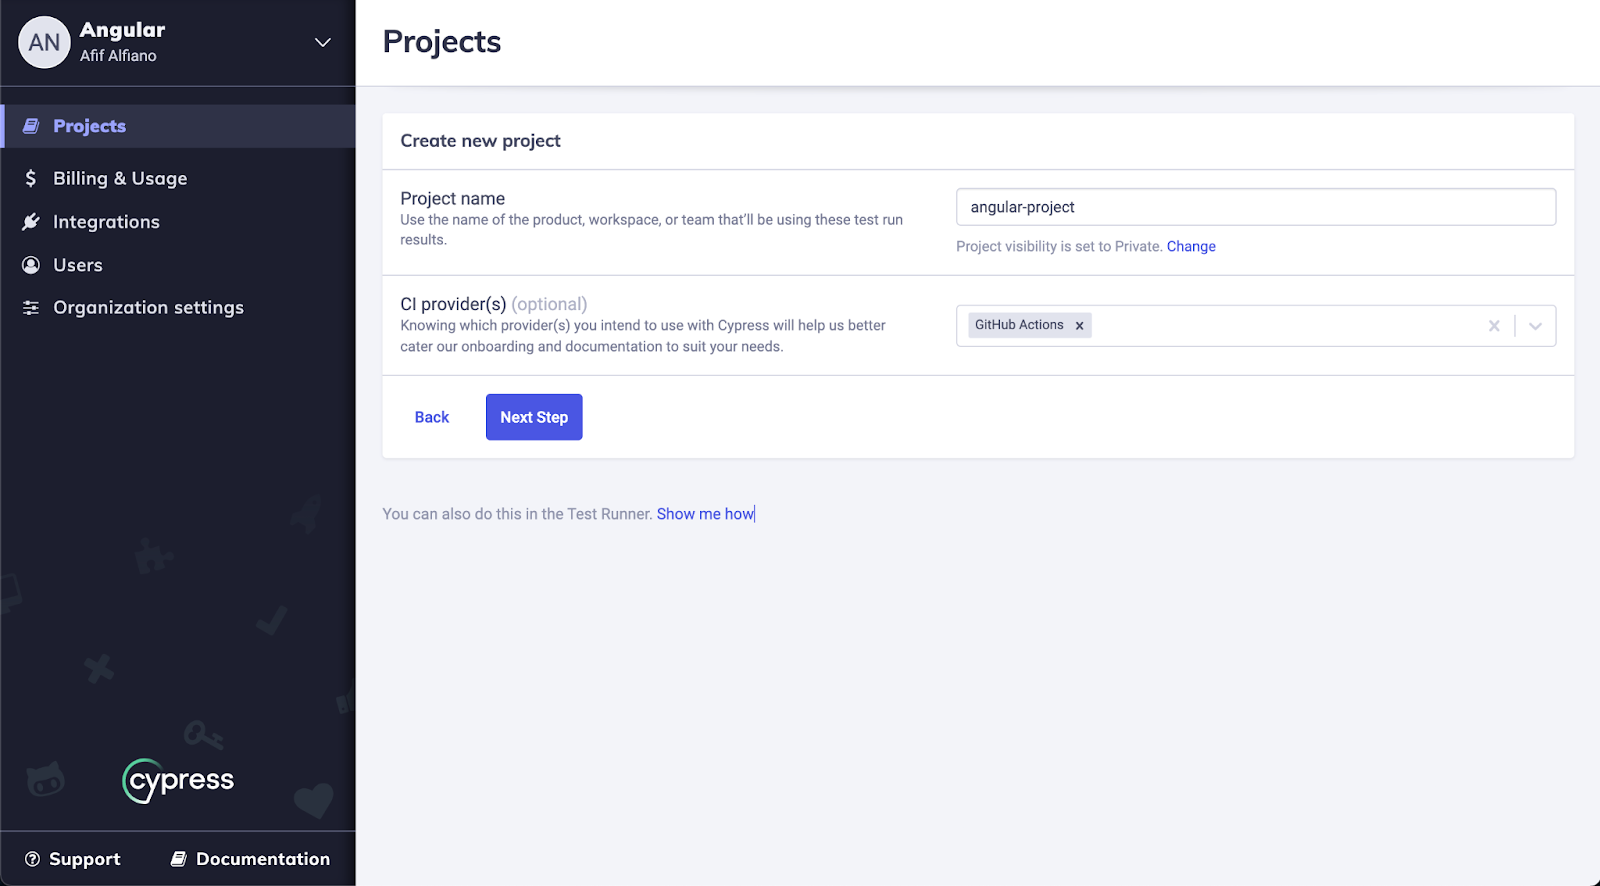 AN
Angular
Afif Alfiano
Projects
Billing & Usage
Integrations
Users
Organization settings
cypress
Support
Documentation
Projects
Create new project
Project name
Use the name of the product, workspace, or team that'll be using these test run
results.
angular-project
Project visibility is set to Private. Change
CI provider(s) (optional)
Knowing which provider(s) you intend to use with Cypress will help us better
cater our onboarding and documentation to suit your needs.
GitHub Actions
Back
Next Step
You can also do this in the Test Runner. Show me how